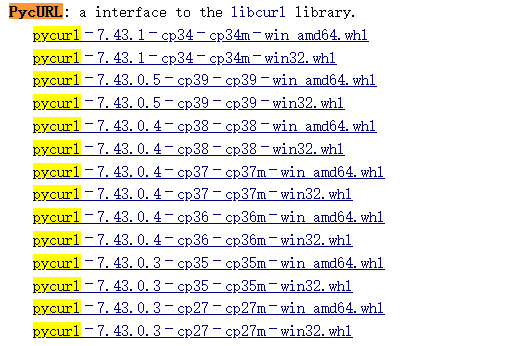 PycURL: a interface to the libcurl library.
pycurl-7.43.1-cp34-cp34m-win_amd64.whl
pycurl-7.43.1-cp34-cp34m-win32.whl
pycurl-7.43.0.5-cp39-cp39-win_amd64.whl
pycurl-7.43.0.5-cp39-cp39-win32.whl
pycurl-7.43.0.4-cp38-cp38-win_amd64.whl
pycurl-7.43.0.4-cp38-cp38-win32.whl
pycurl-7.43.0.4-cp37-cp37m-win_amd64.whl
pycurl-7.43.0.4-cp37-cp37m-win32.whl
pycurl-7.43.0.4-cp36-cp36m-win_amd64.whl
pycurl-7.43.0.4-cp36-cp36m-win32.whl
pycurl-7.43.0.3-cp35-cp35m-win_amd64.whl
pycurl-7.43.0.3-cp35-cp35m-win32.whl
pycurl-7.43.0.3-cp27-cp27m-win_amd64.whl
pycurl-7.43.0.3-cp27-cp27m-win32.whl